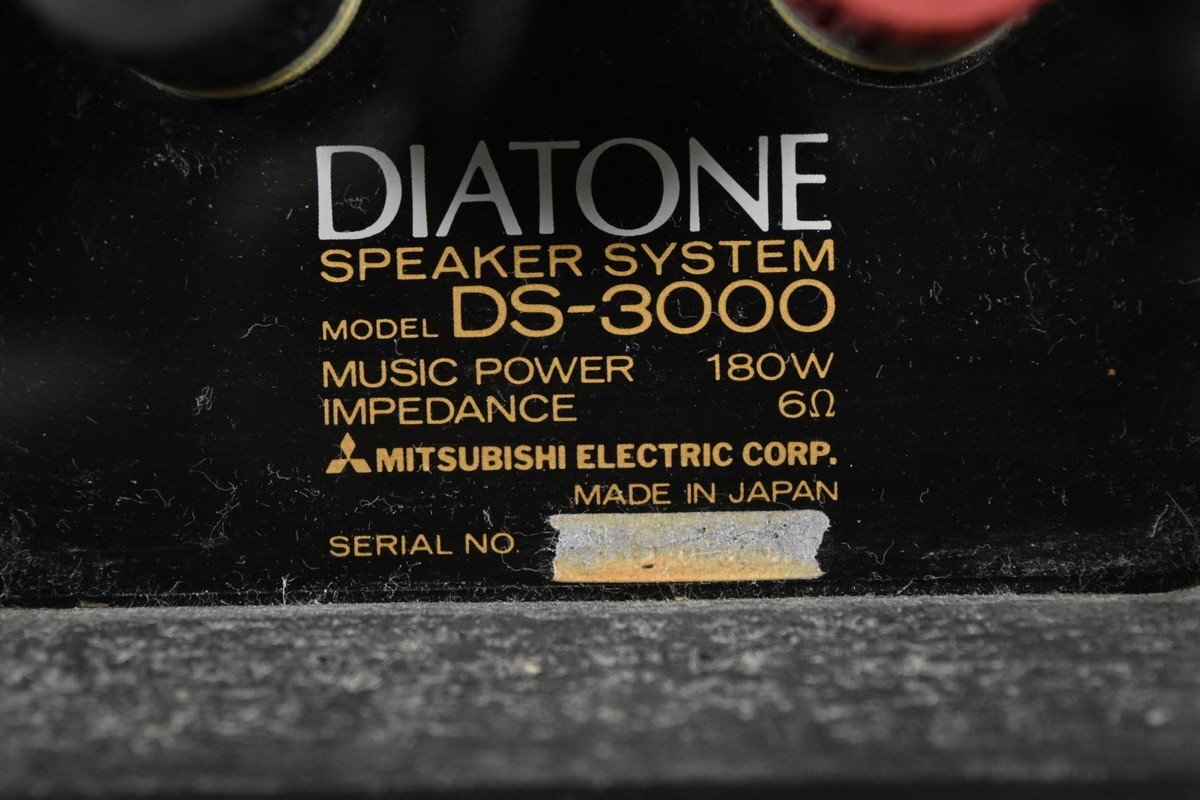 DIATONE
SPEAKER SYSTEM
MODEL DS-3000
MUSIC POWER 180W
IMPEDANCE 6Ω
MITSUBISHI ELECTRIC CORP.
MADE IN JAPAN
SERIAL NO.